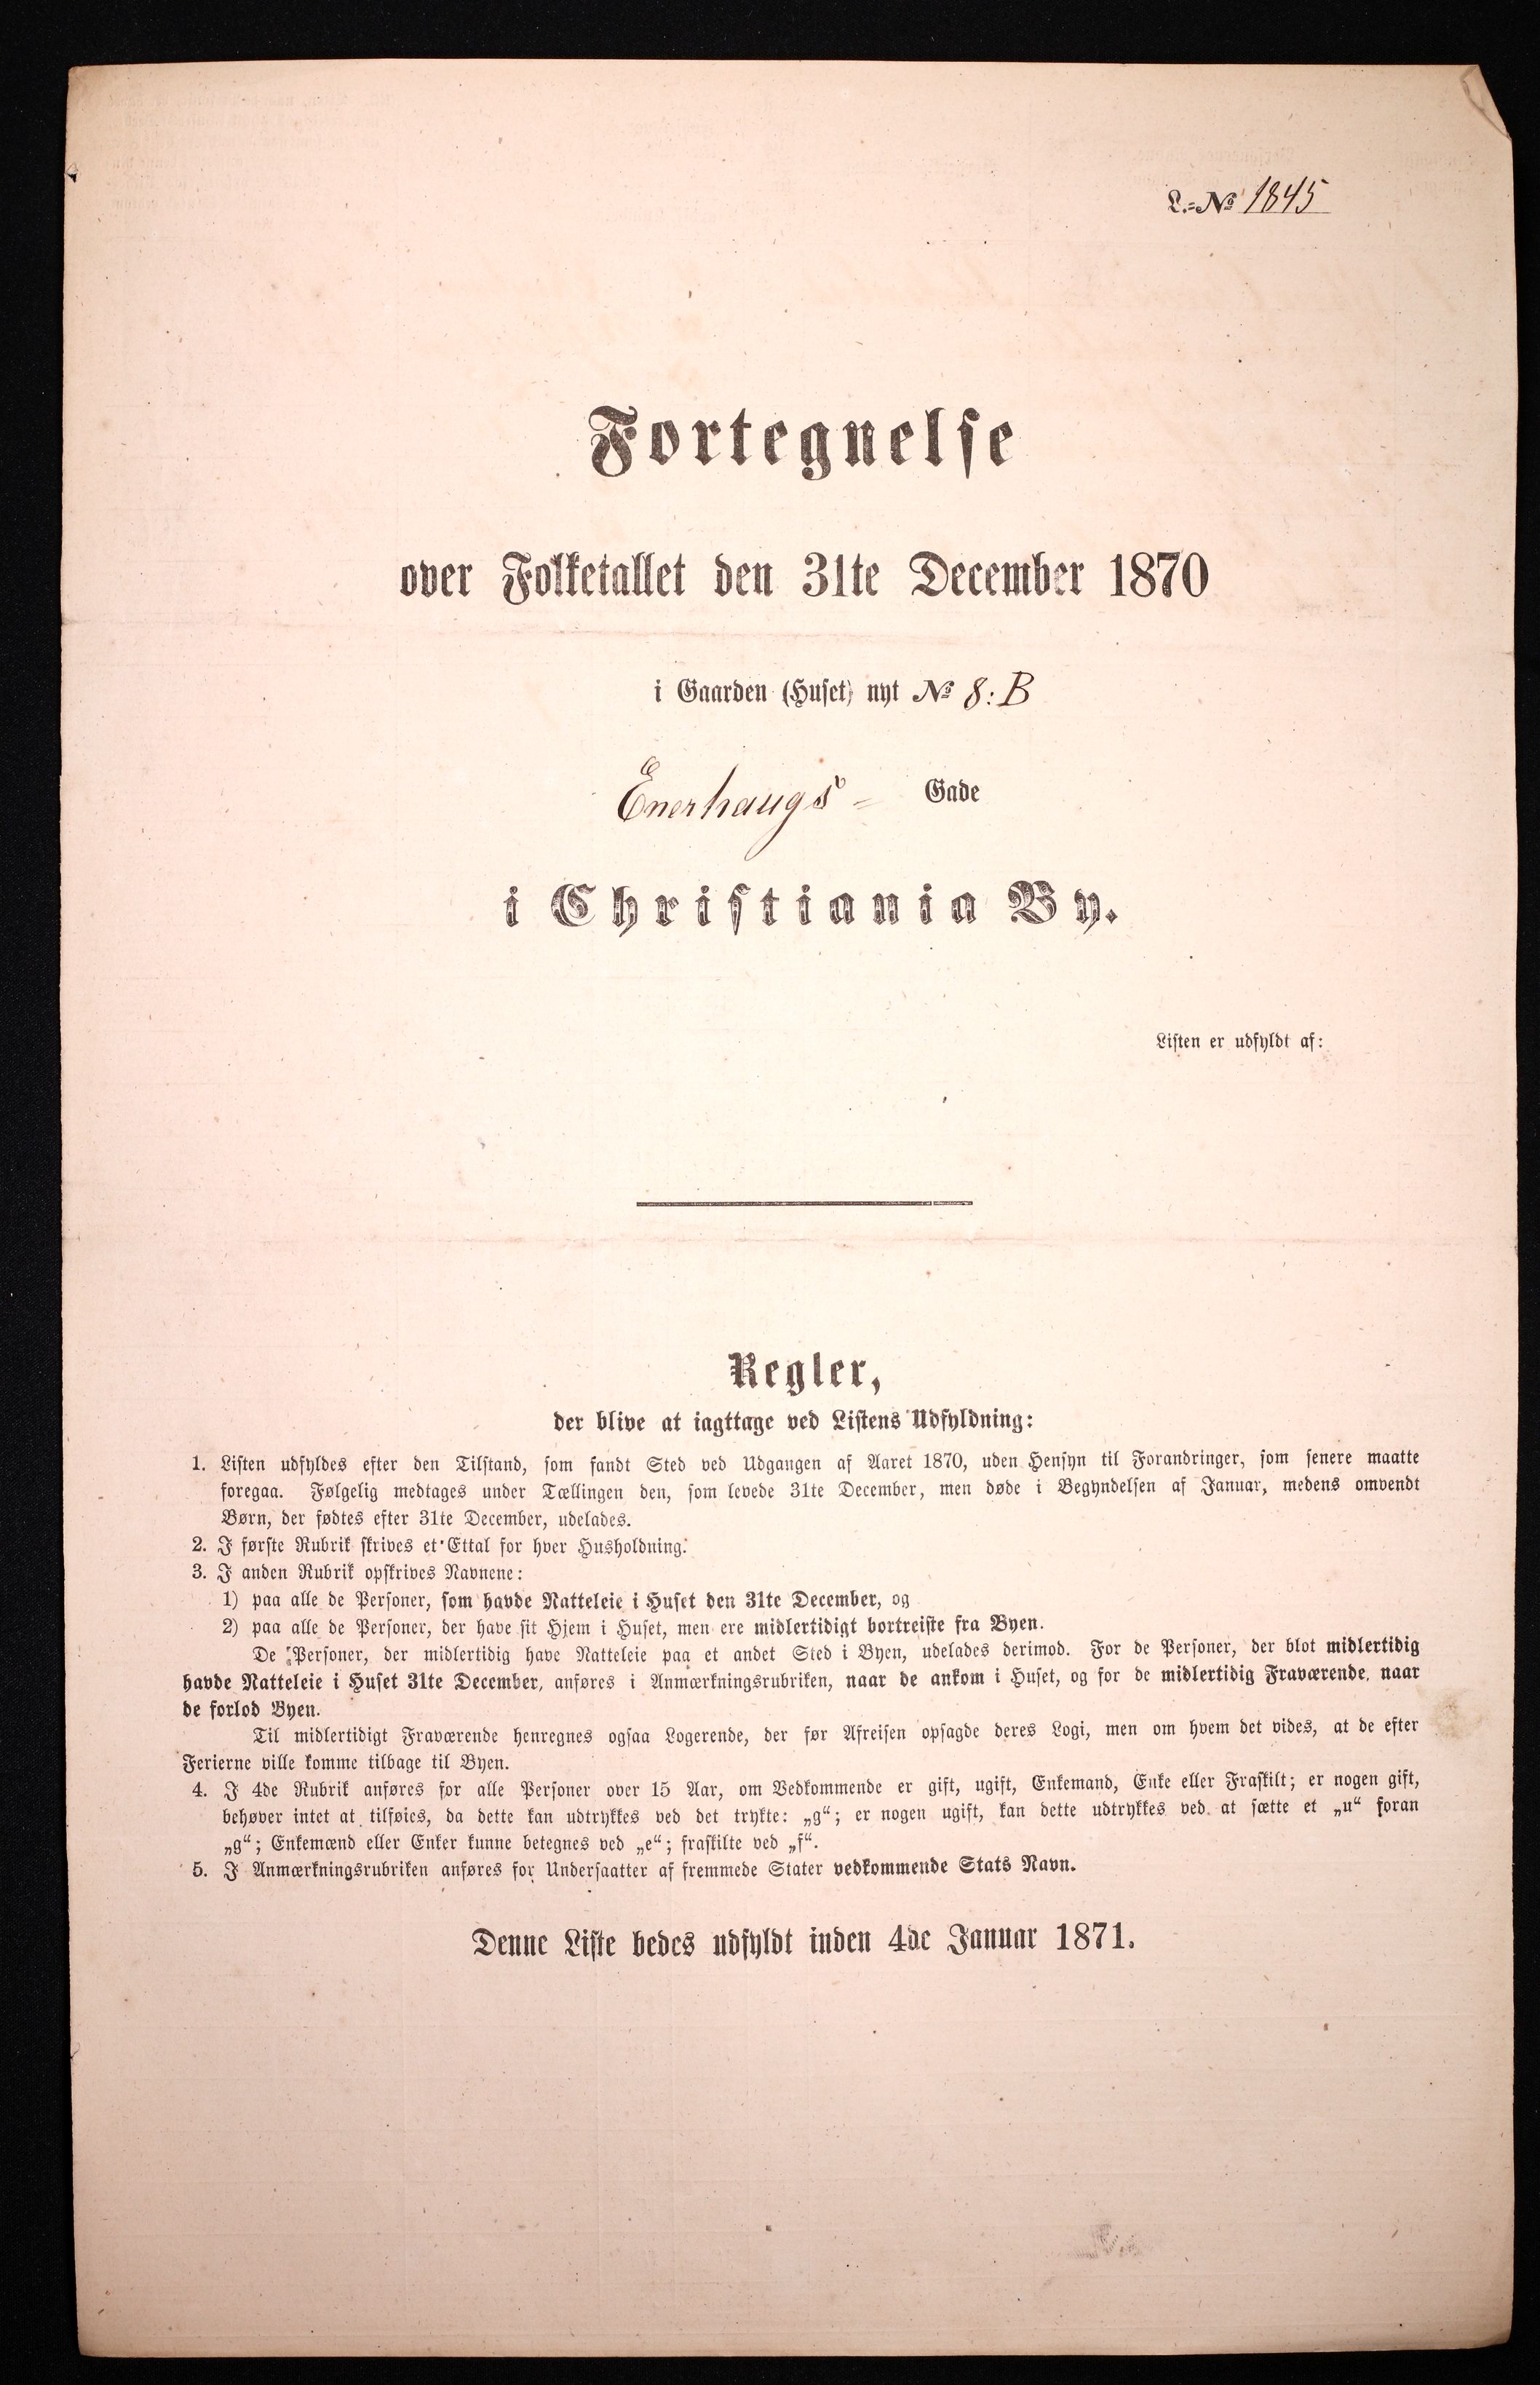 L.=№ 1845
Fortegnelse
over Folketallet den 31te December 1870
i Gaarden (Huset) nyt № 8: B
Enerhaugs= Gade
i Christiania By.
Listen er udfyldt af:
Regler,
der blive at iagttage ved Listens Udfyldning:
1. Listen udfyldes efter den Tilstand, som fandt Sted ved Udgangen af Aaret 1870, uden Hensyn til Forandringer, som senere maatte
foregaa. Følgelig medtages under Tællingen den, som levede 31te December, men døde i Begyndelsen af Januar, medens omvendt
Børn, der fødtes efter 31te December, udelades.
2. I første Rubrik skrives et Ettal for hver Husholdning.
3. I anden Rubrik opskrives Navnene:
1) paa alle de Personer, som havde Natteleie i Huset den 31te December, og
2) paa alle de Personer, der have sit Hjem i Huset, men ere midlertidigt bortreiste fra Byen.
De Personer, der midlertidig have Natteleie paa et andet Sted i Byen, udelades derimod. For de Personer, der blot midlertidig
havde Natteleie i Huset 31te December, anføres i Anmærkningsrubriken, naar de ankom i Huset, og for de midlertidig Fraværende, naar
de forlod Byen.
Til midlertidigt Fraværende henregnes ogsaa Logerende, der før Afreisen opsagde deres Logi, men om hvem det vides, at de efter
Ferierne ville komme tilbage til Byen.
4. I 4de Rubrik anføres for alle Personer over 15 Aar, om Vedkommende er gift, ugift, Enkemand, Enke eller Fraskilt; er nogen gift,
behøver intet at tilføies, da dette kan udtrykkes ved det trykte: „g“; er nogen ugift, kan dette udtrykkes ved at sætte et „u“ foran
„g“; Enkemænd eller Enker kunne betegnes ved „e“; fraskilte ved „f“.
5. I Anmærkningsrubriken anføres for Undersaatter af fremmede Stater vedkommende Stats Navn.
Denne Liste bedes udfyldt inden 4de Januar 1871.